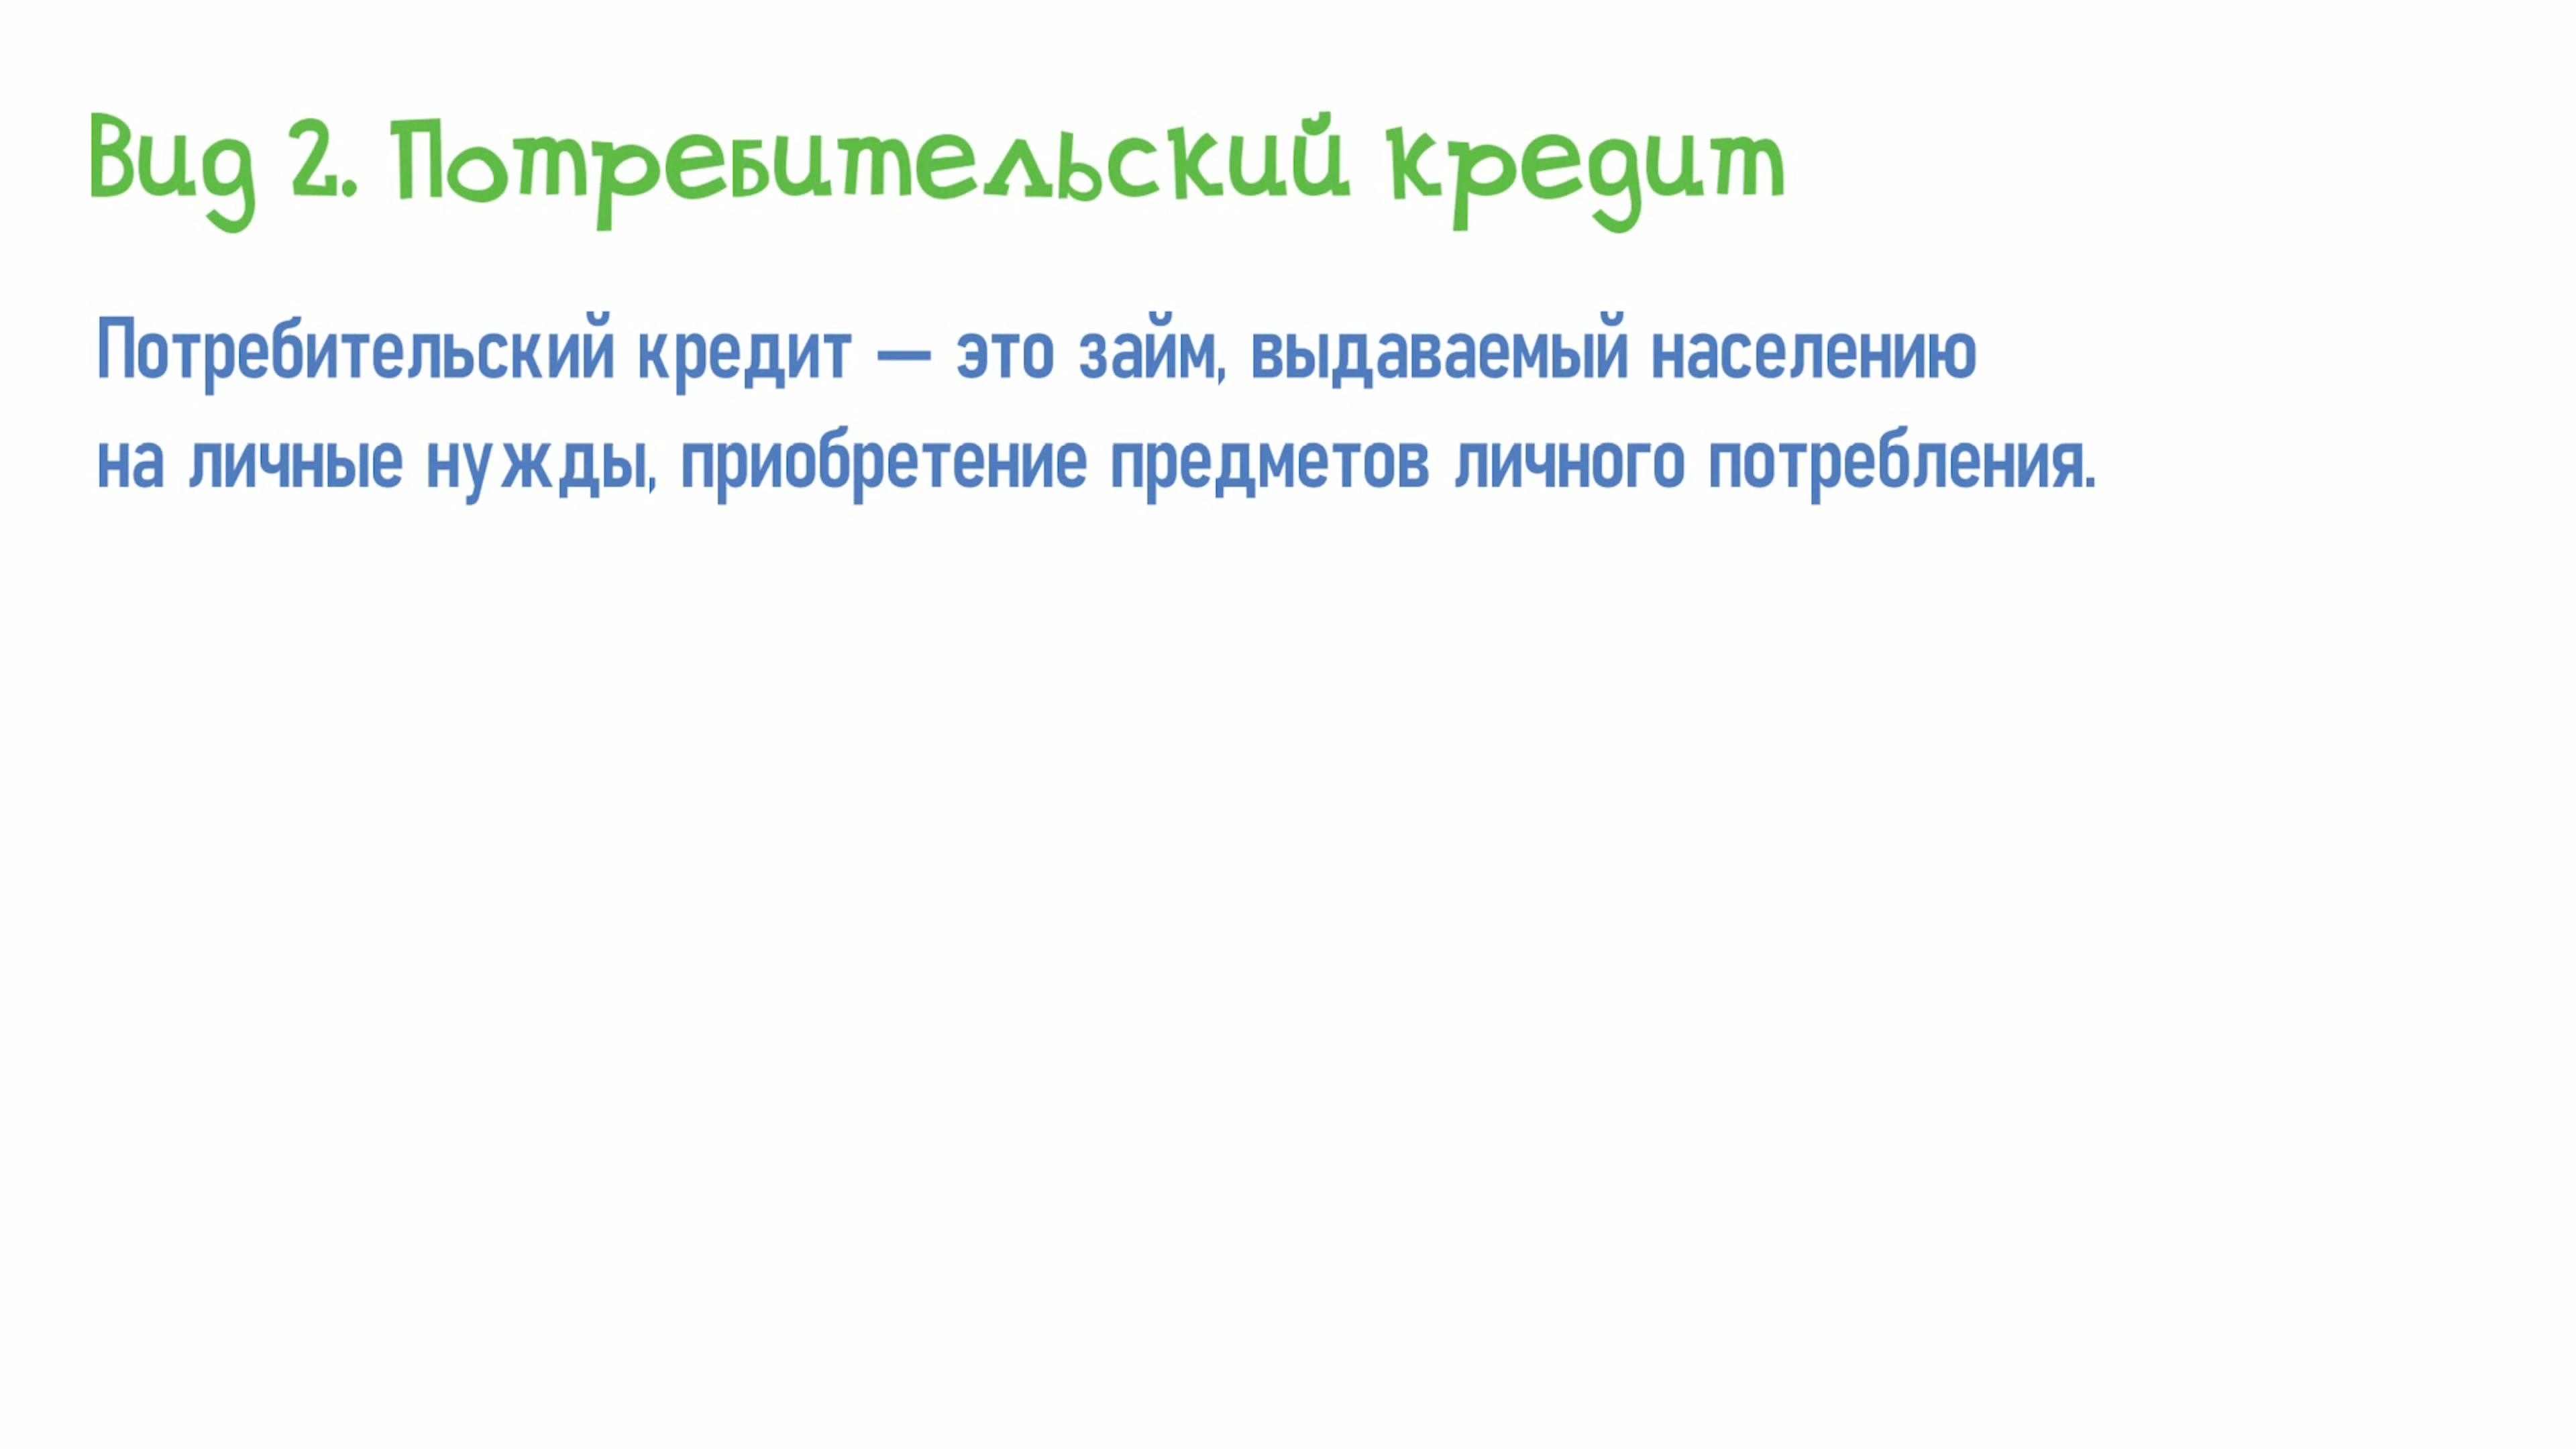 Вид 2. Потребительский кредит
Потребительский кредит — это займ, выдаваемый населению
на личные нужды, приобретение предметов личного потребления.